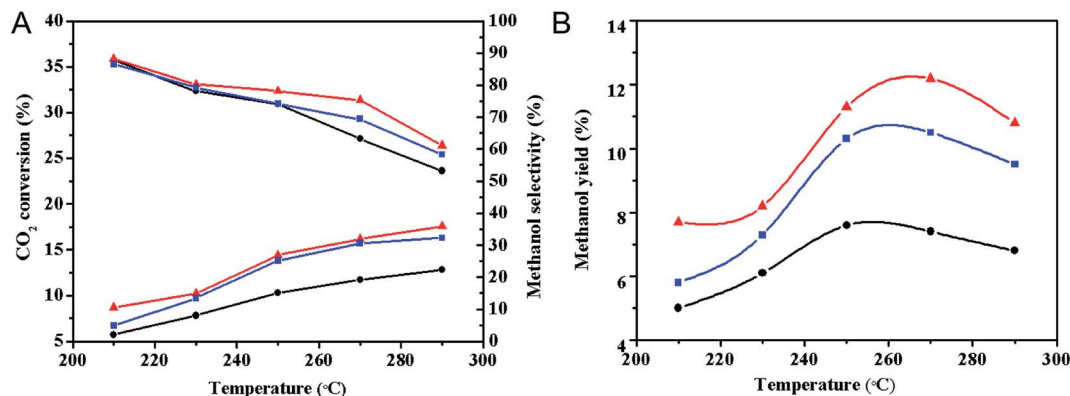 A
CO2 conversion (%)
40
35
30
25
20
15
10
5
100
90
80
70
60
50
40
30
20
10
0
Methanol selectivity (%)
200 220 240 260 280 300
Temperature (°C)
B
Methanol yield (%)
14
12
10
8
6
4
200 220 240 260 280 300
Temperature (°C)